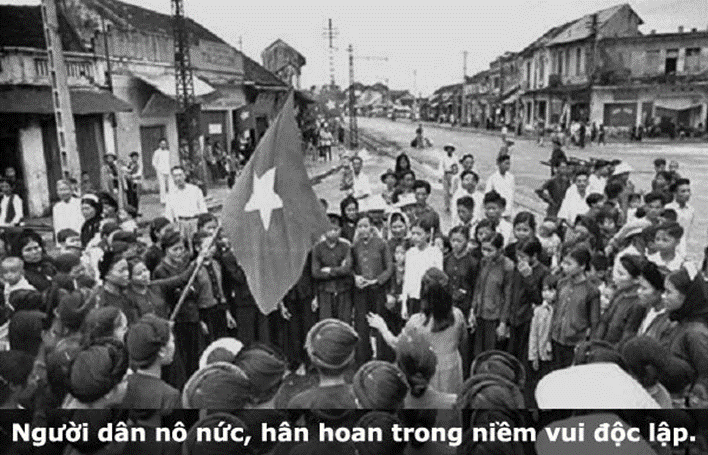 Người dân nô nức, hân hoan trong niềm vui độc lập.